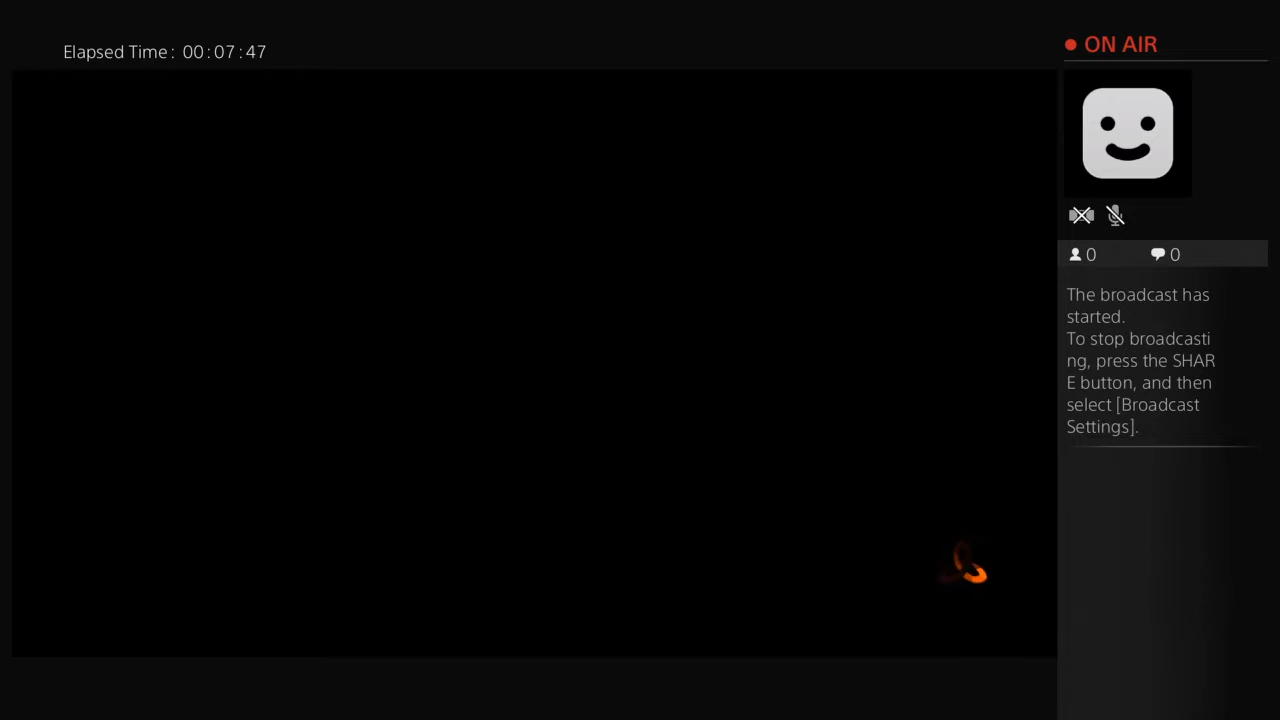 Elapsed Time: 00:07:47
ON AIR
0 0
The broadcast has
started.
To stop broadcasti
ng, press the SHAR
E button, and then
select [Broadcast
Settings].